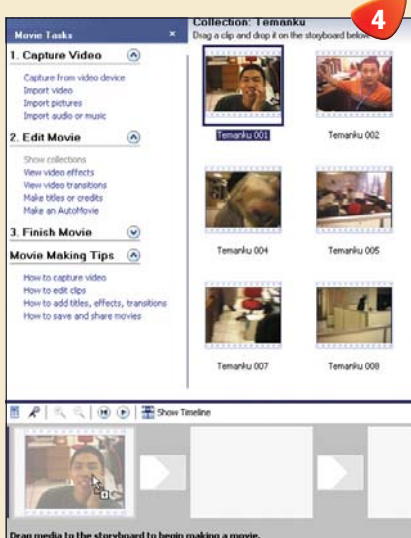 4
Movie Tasks
1. Capture Video
Capture from video device
Import video
Import pictures
Import audio or music
2. Edit Movie
Show collections
View video effects
View video transitions
Make titles or credits
Make an AutoMovie
3. Finish Movie
Movie Making Tips
How to capture video
How to edit clips
How to add titles, effects, transitions
How to save and share movies
Collection: Temanku
Drag a clip and drop it on the storyboard below
Temanku 001
Temanku 002
Temanku 004
Temanku 005
Temanku 007
Temanku 008
Show Timeline
Drag media to the storyboard to begin making a movie.